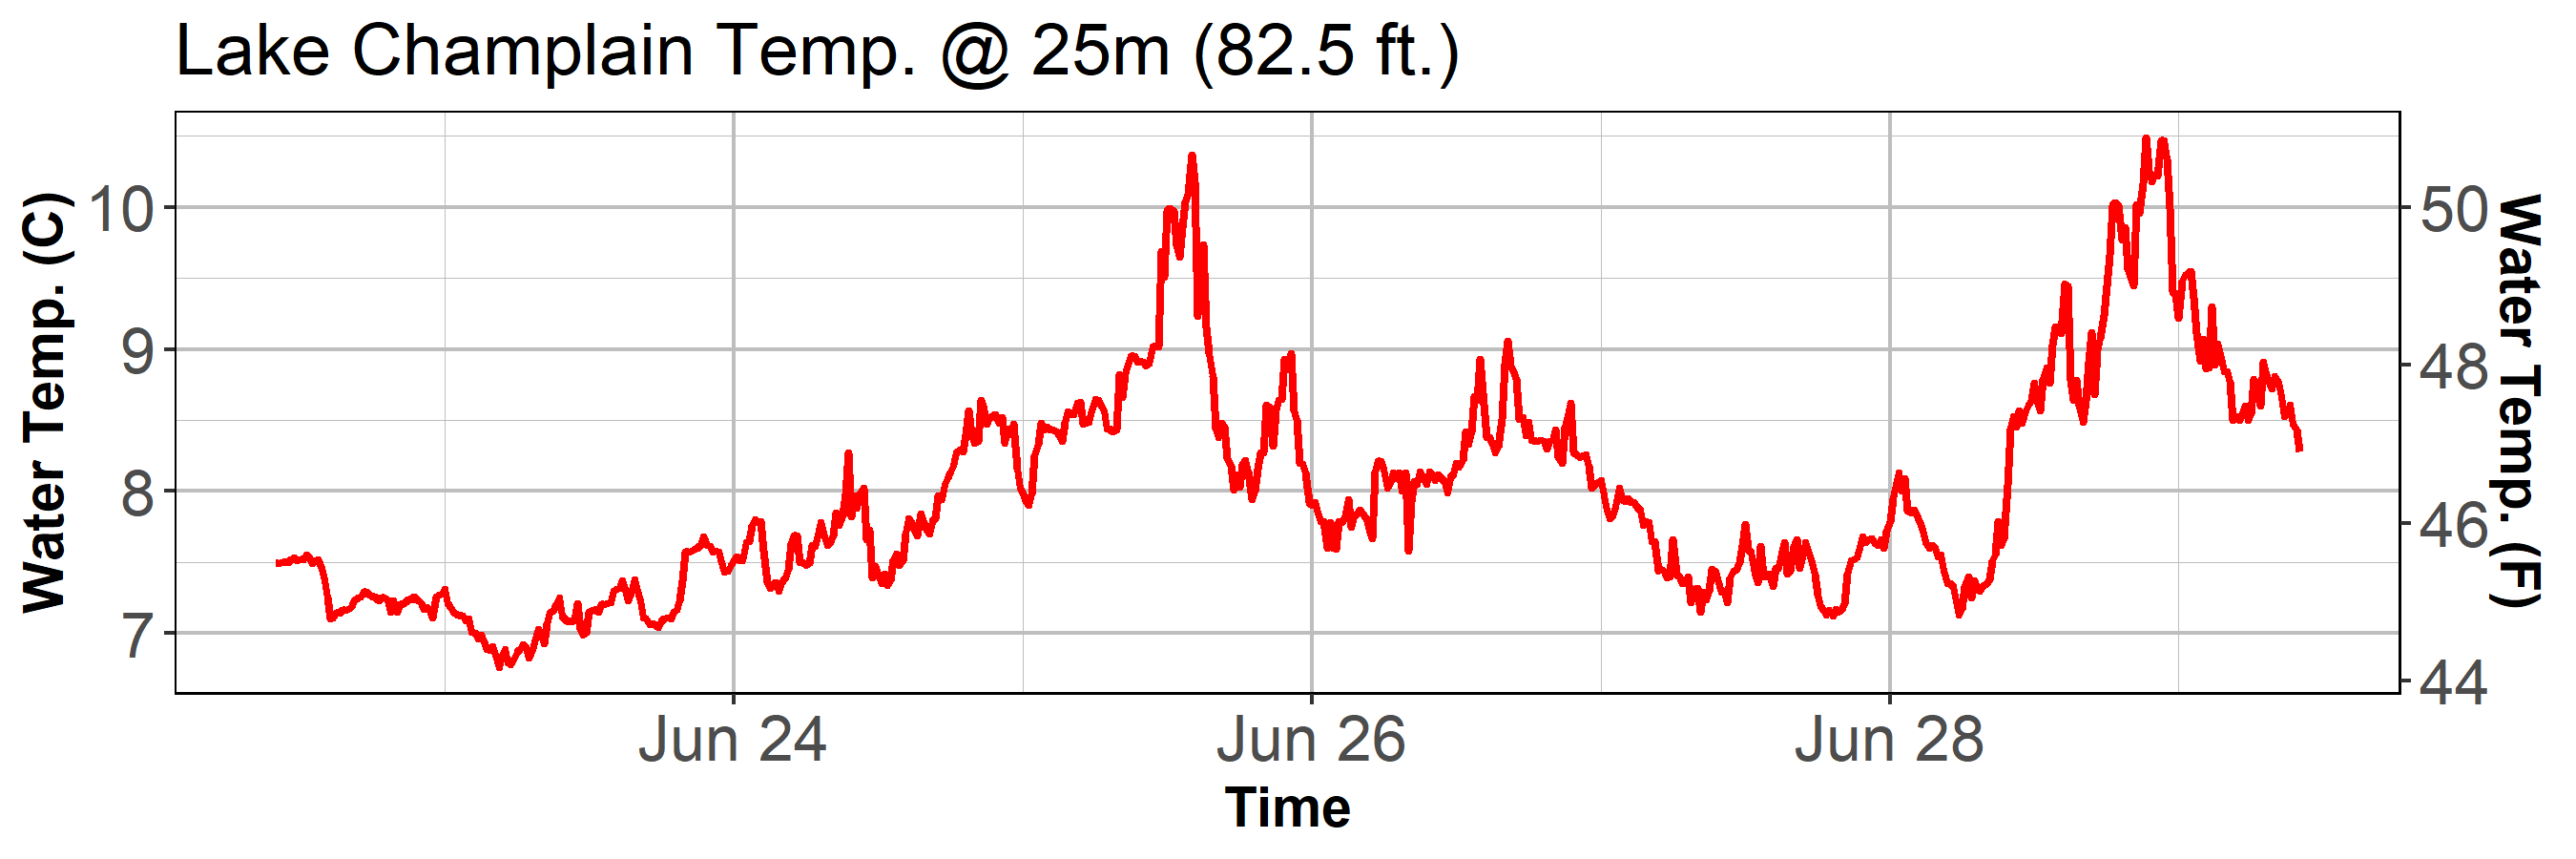 Lake Champlain Temp. @ 25m (82.5 ft.)
Water Temp. (C)
10
9
8
7
50
48
46
44
Water Temp. (F)
Jun 24 Jun 26 Jun 28
Time